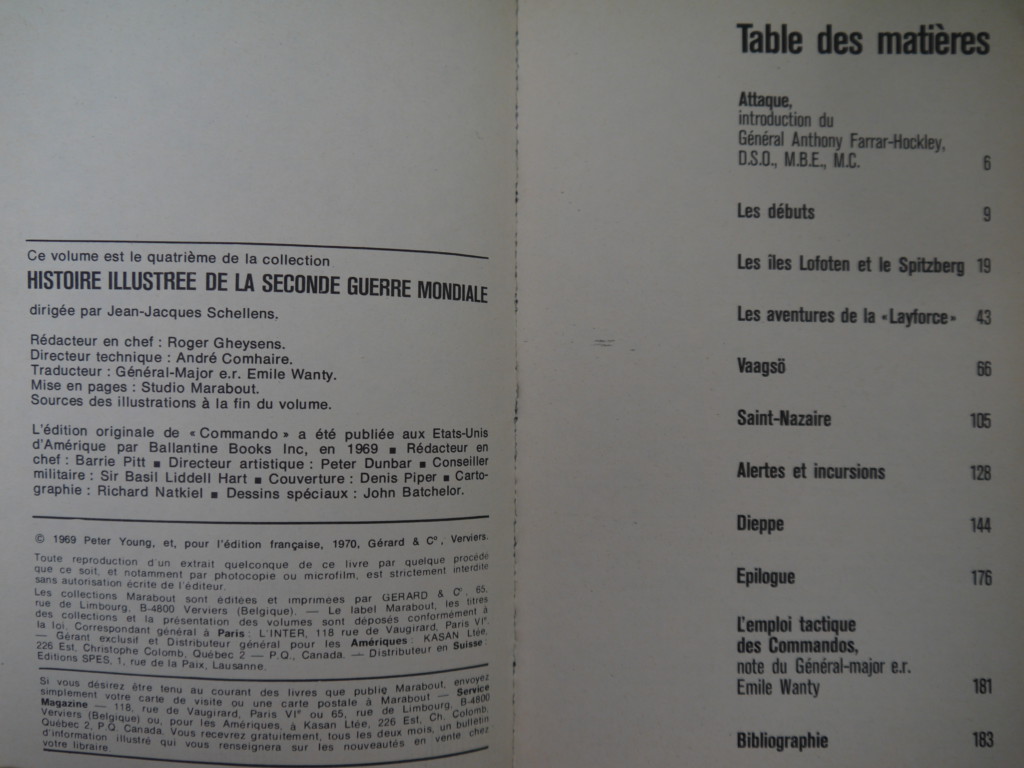 Ce volume est le quatrième de la collection
HISTOIRE ILLUSTREE DE LA SECONDE GUERRE MONDIALE
dirigée par Jean-Jacques Schellens.
Rédacteur en chef : Roger Gheysens.
Directeur technique : André Comhaire.
Traducteur : Général-Major e.r. Emile Wanty.
Mise en pages : Studio Marabout.
Sources des illustrations à la fin du volume.
L'édition originale de « Commando » a été publiée aux Etats-Unis
d'Amérique par Ballantine Books Inc, en 1969 ■ Rédacteur en
chef : Barrie Pitt ■ Directeur artistique : Peter Dunbar ■ Conseiller
militaire : Sir Basil Liddell Hart ■ Couverture : Denis Piper ■ Carto-
graphie : Richard Natkiel ■ Dessins spéciaux : John Batchelor.
© 1969 Peter Young, et, pour l'édition française, 1970, Gérard & C°, Verviers.
Toute reproduction d'un extrait quelconque de ce livre par quelque procédé
que ce soit, et notamment par photocopie ou microfilm, est strictement interdite
sans autorisation écrite de l'éditeur.
Les collections Marabout sont éditées et imprimées par GERARD & C°, 65,
rue de Limbourg, B-4800 Verviers (Belgique). — Le label Marabout, les titres
des collections et la présentation des volumes sont déposés conformément à
la loi. Correspondant général à Paris : L'INTER, 118 rue de Vaugirard, Paris VIe.
— Gérant exclusif et Distributeur général pour les Amériques : KASAN Ltée,
226 Est, Christophe Colomb, Québec 2 — P.Q., Canada. — Distributeur en Suisse :
Editions SPES, 1, rue de la Paix, Lausanne.
Si vous désirez être tenu au courant des livres que publie Marabout, envoyez
simplement votre carte de visite ou une carte postale à Marabout — Service
Magazine — 118, rue de Vaugirard, Paris VIe ou 65, rue de Limbourg, B-4800
Verviers (Belgique) ou, pour les Amériques, à Kasan Ltée, 226 Est, Ch. Colomb,
Québec 2, P.Q. Canada. Vous recevrez gratuitement, tous les deux mois, un bulletin
d'information illustré qui vous renseignera sur les nouveautés en vente chez
votre libraire.
Table des matières
Attaque,
introduction du
Général Anthony Farrar-Hockley,
D.S.O., M.B.E., M.C. 6
Les débuts 9
Les îles Lofoten et le Spitzberg 19
Les aventures de la «Layforce» 43
Vaagsö 66
Saint-Nazaire 105
Alertes et incursions 128
Dieppe 144
Epilogue 176
L'emploi tactique
des Commandos,
note du Général-major e.r.
Emile Wanty 181
Bibliographie 183